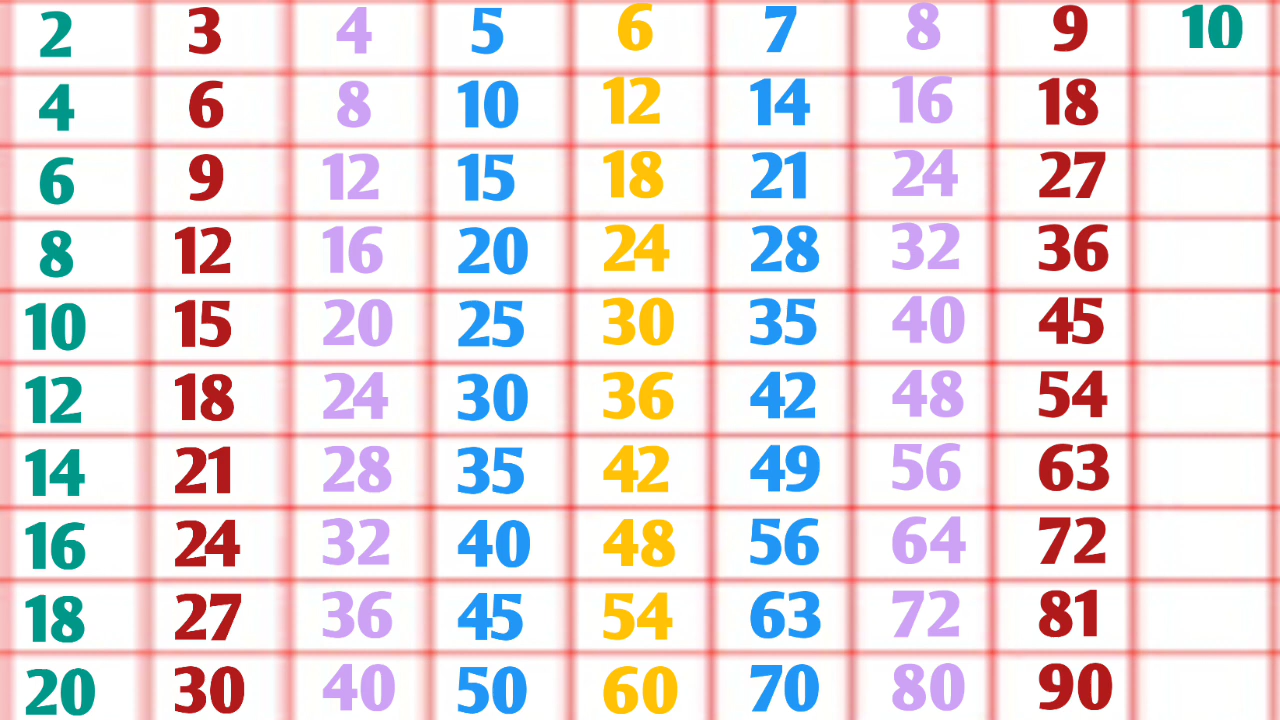 2 3 4 5 6 7 8 9 10
4 6 8 10 12 14 16 18
6 9 12 15 18 21 24 27
8 12 16 20 24 28 32 36
10 15 20 25 30 35 40 45
12 18 24 30 36 42 48 54
14 21 28 35 42 49 56 63
16 24 32 40 48 56 64 72
18 27 36 45 54 63 72 81
20 30 40 50 60 70 80 90